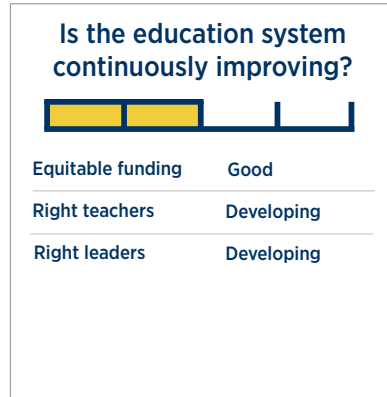 Is the education system
continuously improving?
Equitable funding Good
Right teachers Developing
Right leaders Developing